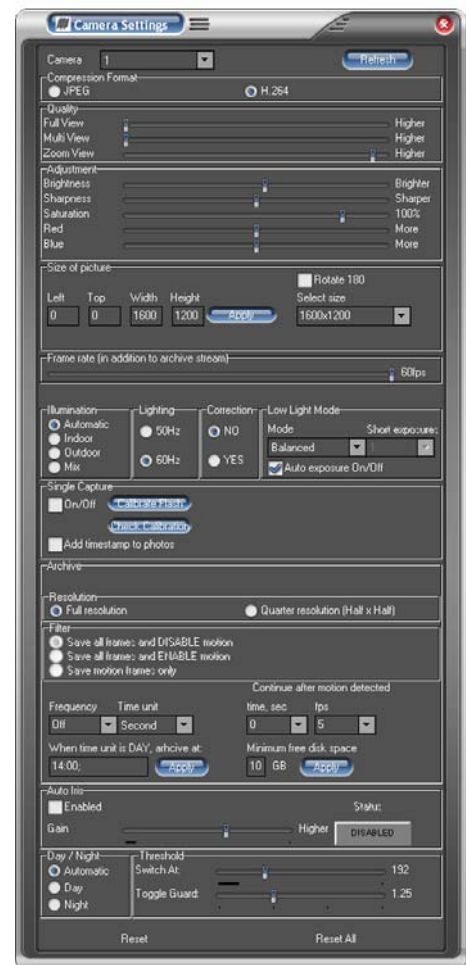 Camera Settings
Camera 1 Refresh
Compression Format
JPEG H.264
Quality
Full View Higher
Multi View Higher
Zoom View Higher
Adjustment
Brightness Brighter
Sharpness Sharper
Saturation 100%
Red More
Blue More
Size of picture
Rotate 180
Left Top Width Height Select size
0 0 1600 1200 Apply 1600x1200
Frame rate (in addition to archive stream)
60fps
Illumination Lighting Correction Low Light Mode
Automatic 50Hz NO Mode Short exposure:
Indoor
Outdoor 60Hz YES Balanced 1
Mix Auto exposure On/Off
Single Capture
On/Off Calibrate Flash
Check Calibration
Add timestamp to photos
Archive
Resolution
Full resolution Quarter resolution (Half x Half)
Filter
Save all frames and DISABLE motion
Save all frames and ENABLE motion
Save motion frames only
Continue after motion detected
Frequency Time unit time, sec fps
Off Second 0 5
When time unit is DAY, arhcive at: Minimum free disk space
14:00; Apply 10 GB Apply
Auto Iris
Enabled Status:
Gain Higher DISABLED
Day / Night Threshold
Automatic Switch At: 192
Day
Night Toggle Guard: 1.25
Reset Reset All